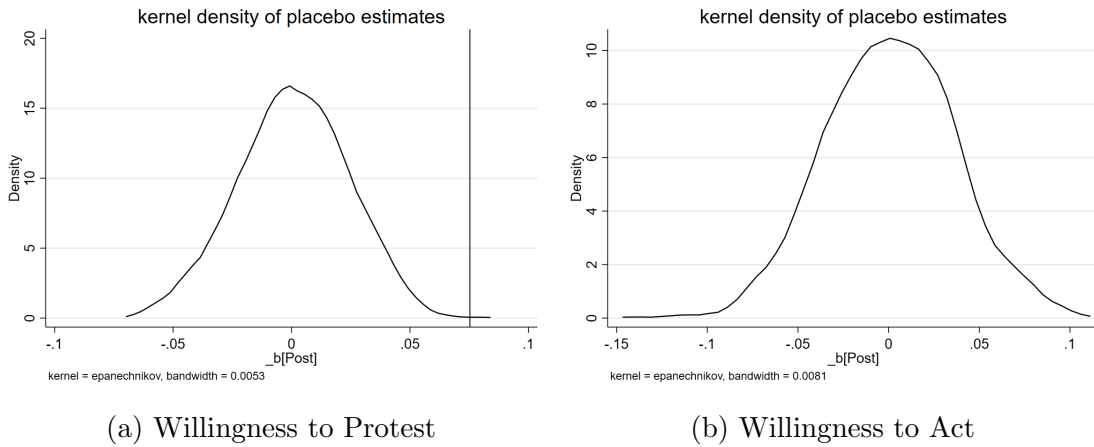 kernel density of placebo estimates
20
15
10
5
0
Density
-.1 -.05 0 .05 .1
_b[Post]
kernel = epanechnikov, bandwidth = 0.0053
(a) Willingness to Protest
kernel density of placebo estimates
10
8
6
4
2
0
Density
-.15 -.1 -.05 0 .05 .1
_b[Post]
kernel = epanechnikov, bandwidth = 0.0081
(b) Willingness to Act